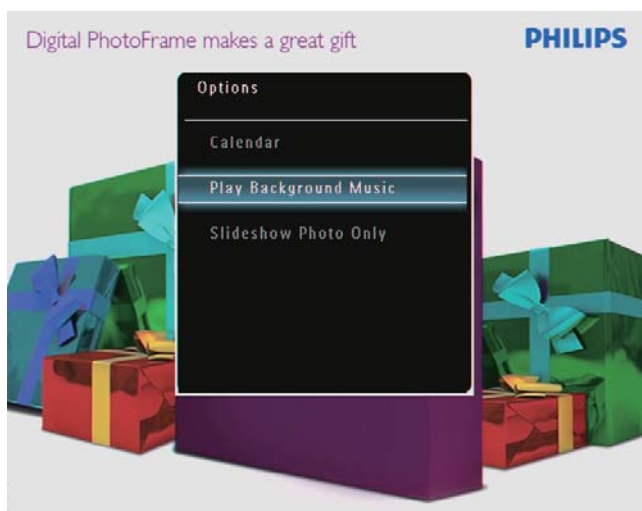 Digital PhotoFrame makes a great gift
PHILIPS
Options
Calendar
Play Background Music
Slideshow Photo Only